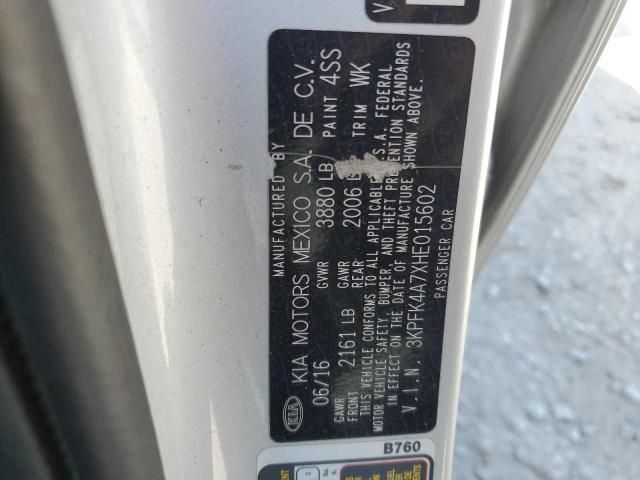 MANUFACTURED BY
KIA KIA MOTORS MEXICO S.A. DE C.V.
06/16 GVWR 3880 LB PAINT 4SS
GAWR FRONT 2161 LB GAWR REAR 2006 TRIM WK
THIS VEHICLE CONFORMS TO ALL APPLICABLE U.S.A. FEDERAL
MOTOR VEHICLE SAFETY, BUMPER, AND THEFT PREVENTION STANDARDS
IN EFFECT ON THE DATE OF MANUFACTURE SHOWN ABOVE.
V.I.N. 3KPFK4A7XHE015602
PASSENGER CAR
B760